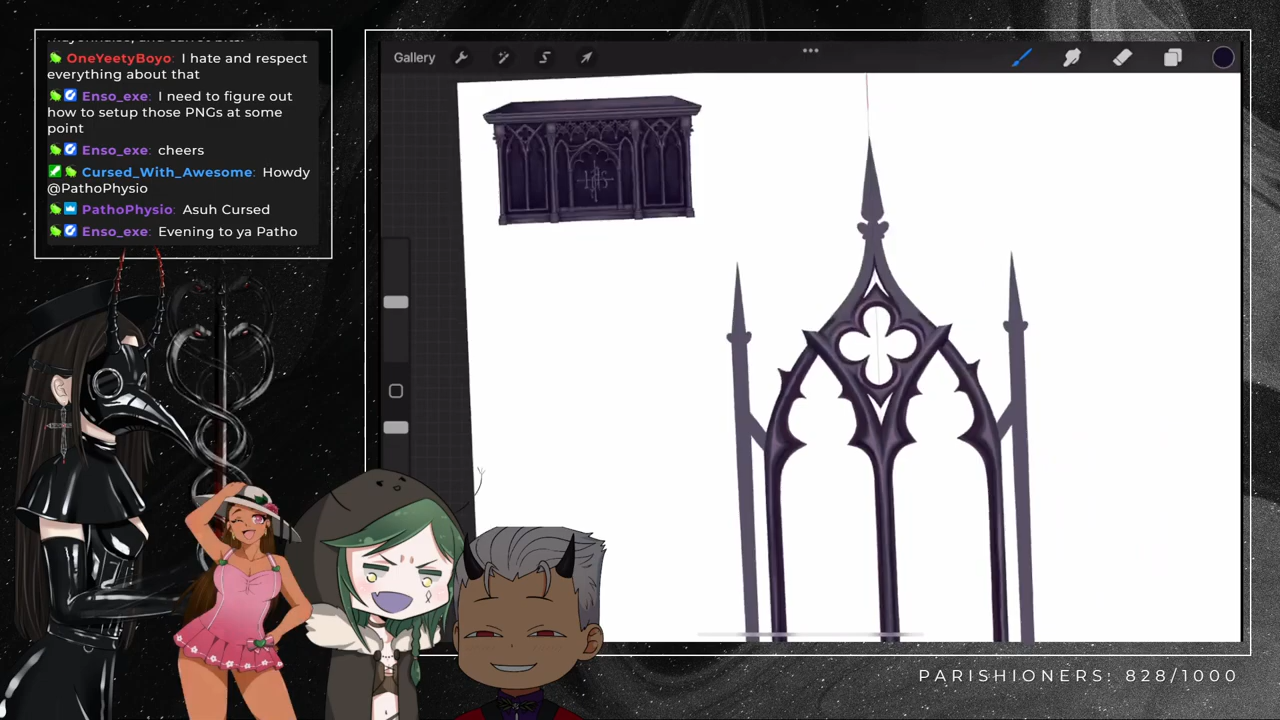 OneYeetyBoyo: I hate and respect
everything about that
Enso_exe: I need to figure out
how to setup those PNGs at some
point
Enso_exe: cheers
Cursed_With_Awesome: Howdy
@PathoPhysio
PathoPhysio: Asuh Cursed
Enso_exe: Evening to ya Patho
Gallery
PARISHIONERS: 828/1000